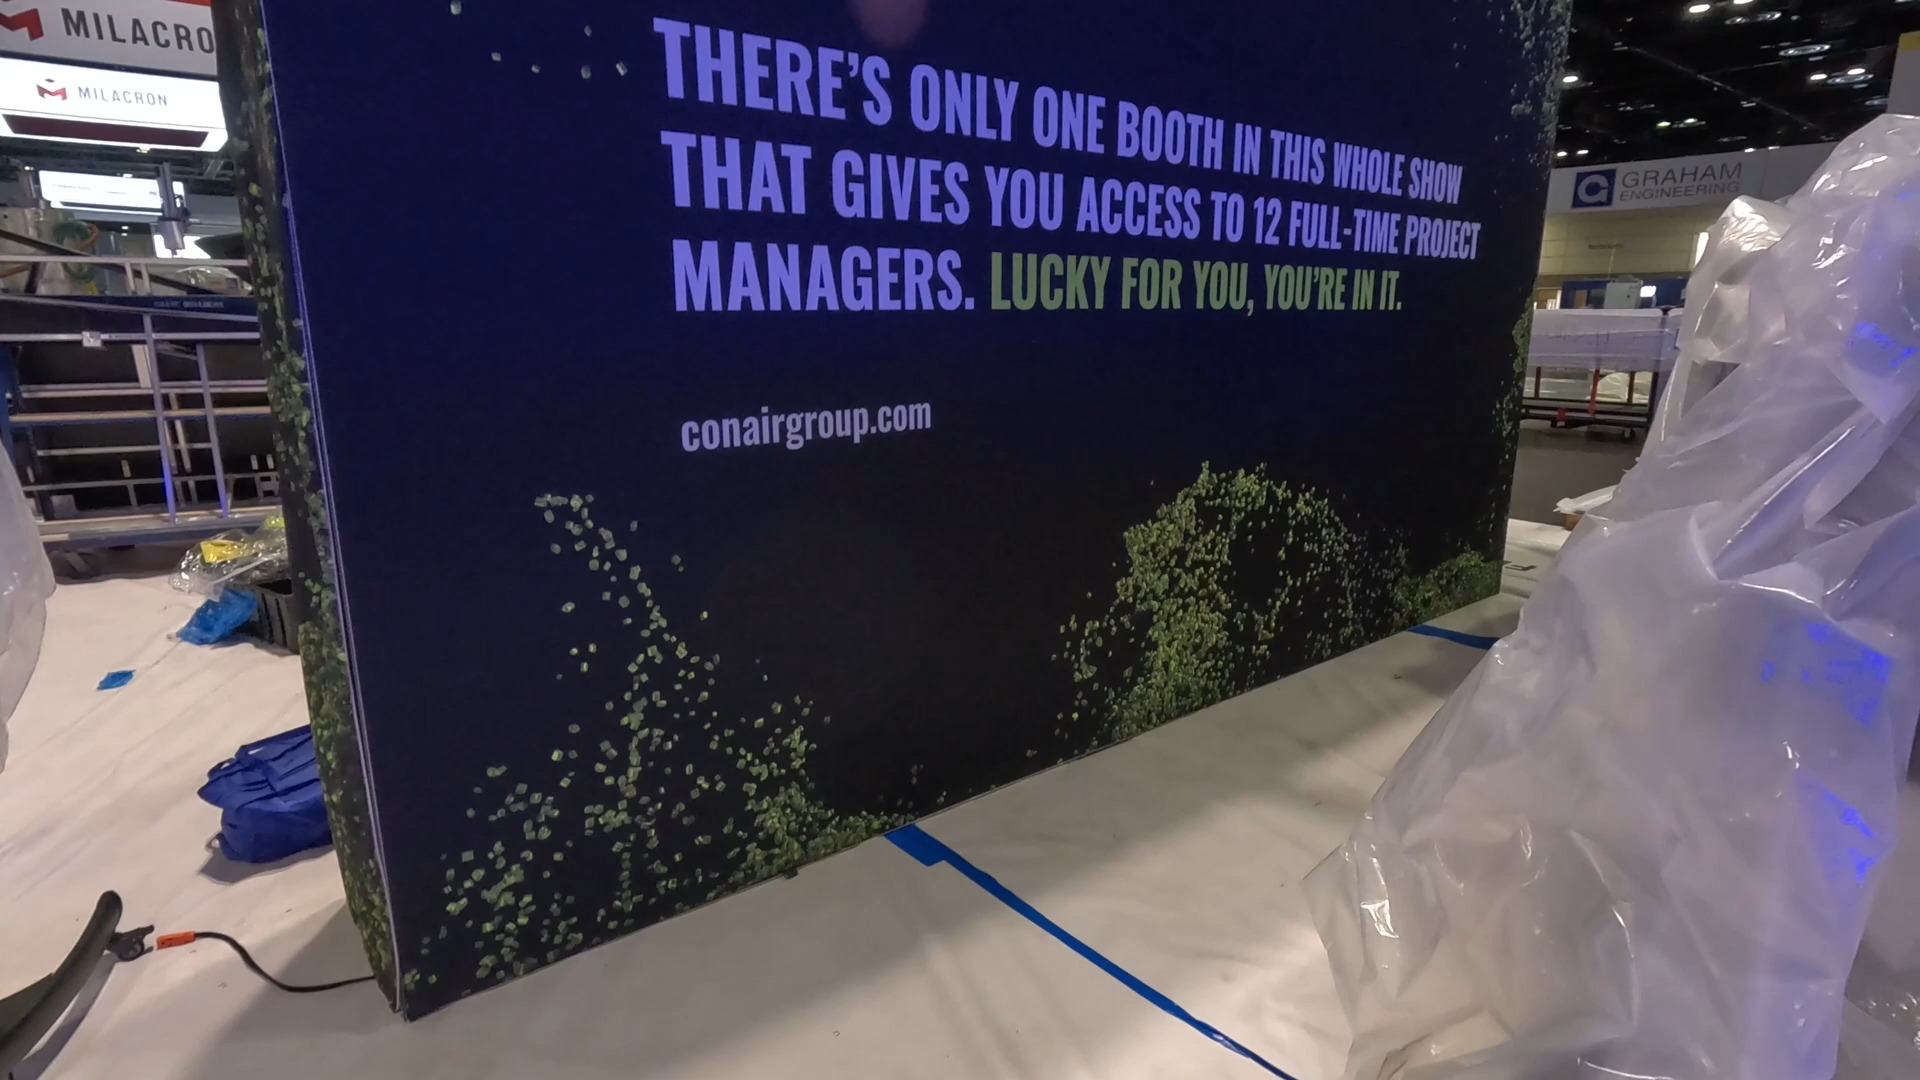 MILACRO
MILACRON
THERE'S ONLY ONE BOOTH IN THIS WHOLE SHOW
THAT GIVES YOU ACCESS TO 12 FULL-TIME PROJECT
MANAGERS. LUCKY FOR YOU, YOU'RE IN IT.
conairgroup.com
GRAHAM
ENGINEERING